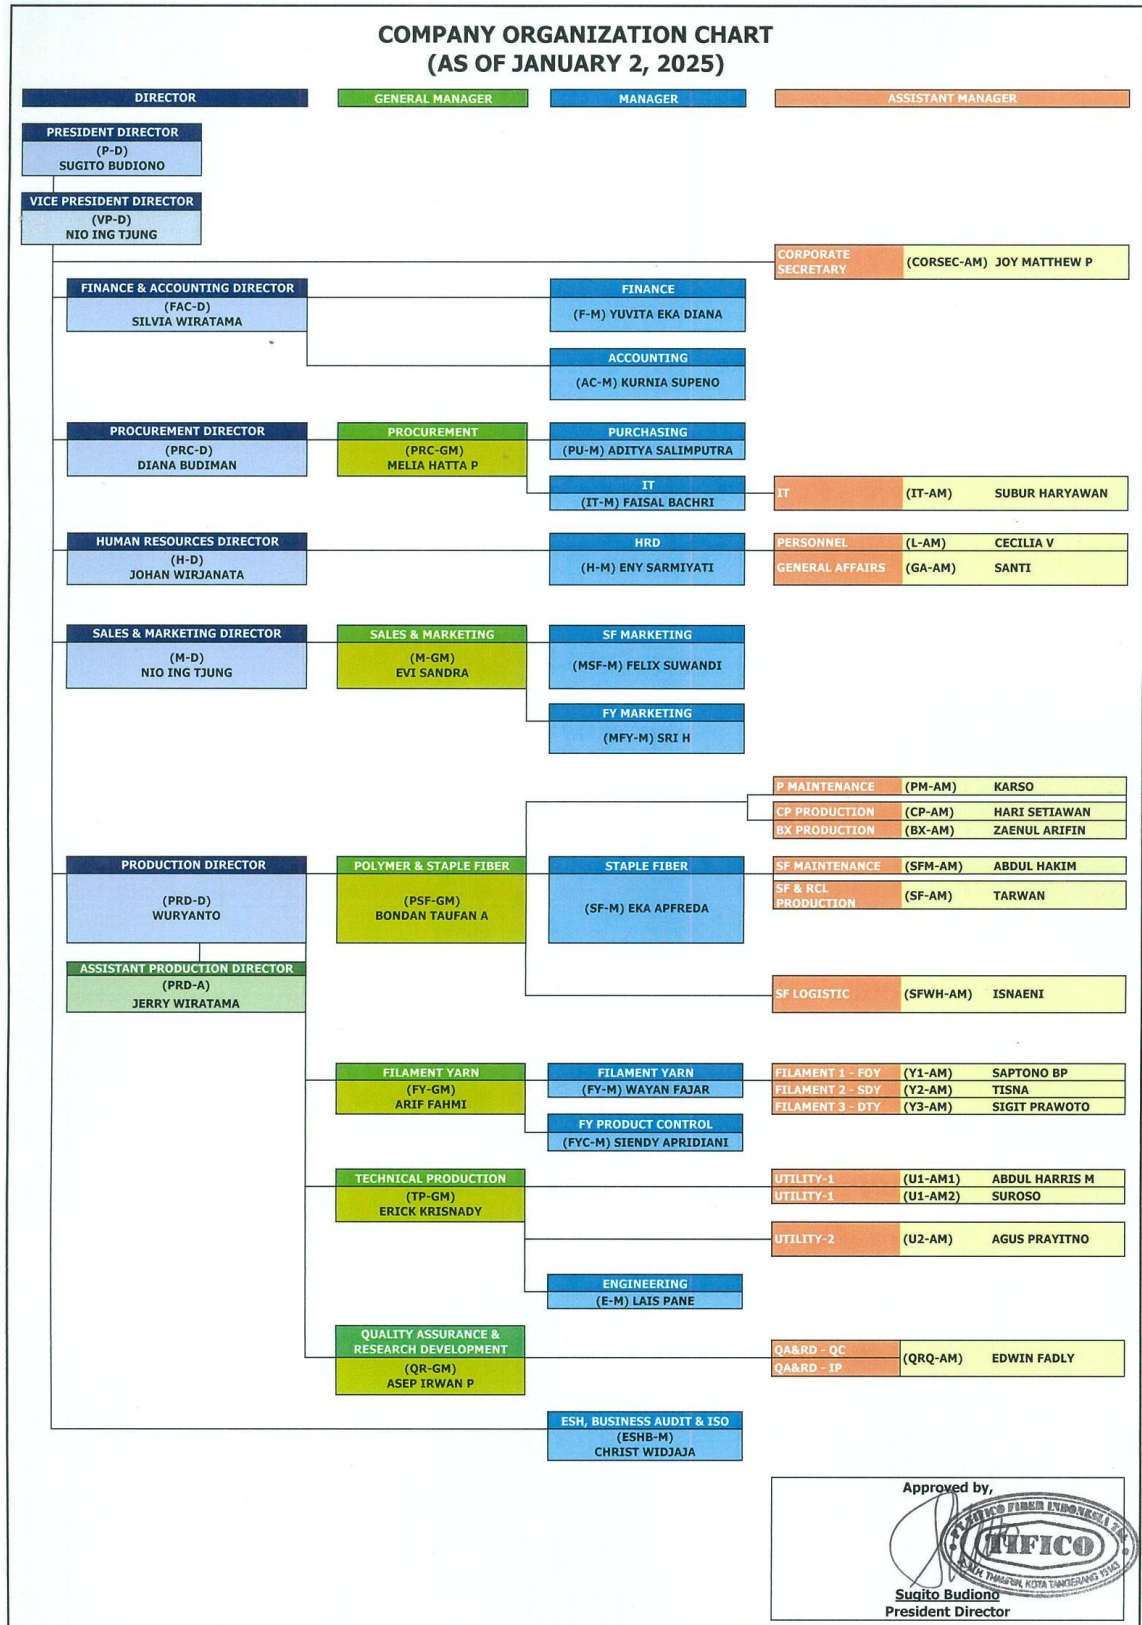 COMPANY ORGANIZATION CHART
(AS OF JANUARY 2, 2025)
DIRECTOR
GENERAL MANAGER
MANAGER
ASSISTANT MANAGER
PRESIDENT DIRECTOR
(P-D)
SUGITO BUDIONO
VICE PRESIDENT DIRECTOR
(VP-D)
NIO ING TJUNG
CORPORATE
SECRETARY
(CORSEC-AM) JOY MATTHEW P
FINANCE & ACCOUNTING DIRECTOR
(FAC-D)
SILVIA WIRATAMA
FINANCE
(F-M) YUVITA EKA DIANA
ACCOUNTING
(AC-M) KURNIA SUPENO
PROCUREMENT DIRECTOR
(PRC-D)
DIANA BUDIMAN
PROCUREMENT
(PRC-GM)
MELIA HATTA P
PURCHASING
(PU-M) ADITYA SALIMPUTRA
IT
(IT-M) FAISAL BACHRI
IT (IT-AM) SUBUR HARYAWAN
HUMAN RESOURCES DIRECTOR
(H-D)
JOHAN WIRJANATA
HRD
(H-M) ENY SARMIYATI
PERSONNEL (L-AM) CECILIA V
GENERAL AFFAIRS (GA-AM) SANTI
SALES & MARKETING DIRECTOR
(M-D)
NIO ING TJUNG
SALES & MARKETING
(M-GM)
EVI SANDRA
SF MARKETING
(MSF-M) FELIX SUWANDI
FY MARKETING
(MFY-M) SRI H
P MAINTENANCE (PM-AM) KARSO
CP PRODUCTION (CP-AM) HARI SETIAWAN
BX PRODUCTION (BX-AM) ZAENUL ARIFIN
PRODUCTION DIRECTOR
(PRD-D)
WURYANTO
POLYMER & STAPLE FIBER
(PSF-GM)
BONDAN TAUFAN A
STAPLE FIBER
(SF-M) EKA APFREDA
SF MAINTENANCE (SFM-AM) ABDUL HAKIM
SF & RCL
PRODUCTION
(SF-AM) TARWAN
ASSISTANT PRODUCTION DIRECTOR
(PRD-A)
JERRY WIRATAMA
SF LOGISTIC (SFWH-AM) ISNAENI
FILAMENT YARN
(FY-GM)
ARIF FAHMI
FILAMENT YARN
(FY-M) WAYAN FAJAR
FILAMENT 1 - FOY (Y1-AM) SAPTONO BP
FILAMENT 2 - SDY (Y2-AM) TISNA
FILAMENT 3 - DTY (Y3-AM) SIGIT PRAWOTO
FY PRODUCT CONTROL
(FYC-M) SIENDY APRIDIANI
TECHNICAL PRODUCTION
(TP-GM)
ERICK KRISNADY
UTILITY-1 (U1-AM1) ABDUL HARRIS M
UTILITY-1 (U1-AM2) SUROSO
UTILITY-2 (U2-AM) AGUS PRAYITNO
ENGINEERING
(E-M) LAIS PANE
QUALITY ASSURANCE &
RESEARCH DEVELOPMENT
(QR-GM)
ASEP IRWAN P
QA&RD - QC
QA&RD - IP
(QRQ-AM) EDWIN FADLY
ESH, BUSINESS AUDIT & ISO
(ESHB-M)
CHRIST WIDJAJA
Approved by,
FIBER INDONESIA
TIFICO
THAMRIN, KOTA TANGERANG
Sugito Budiono
President Director